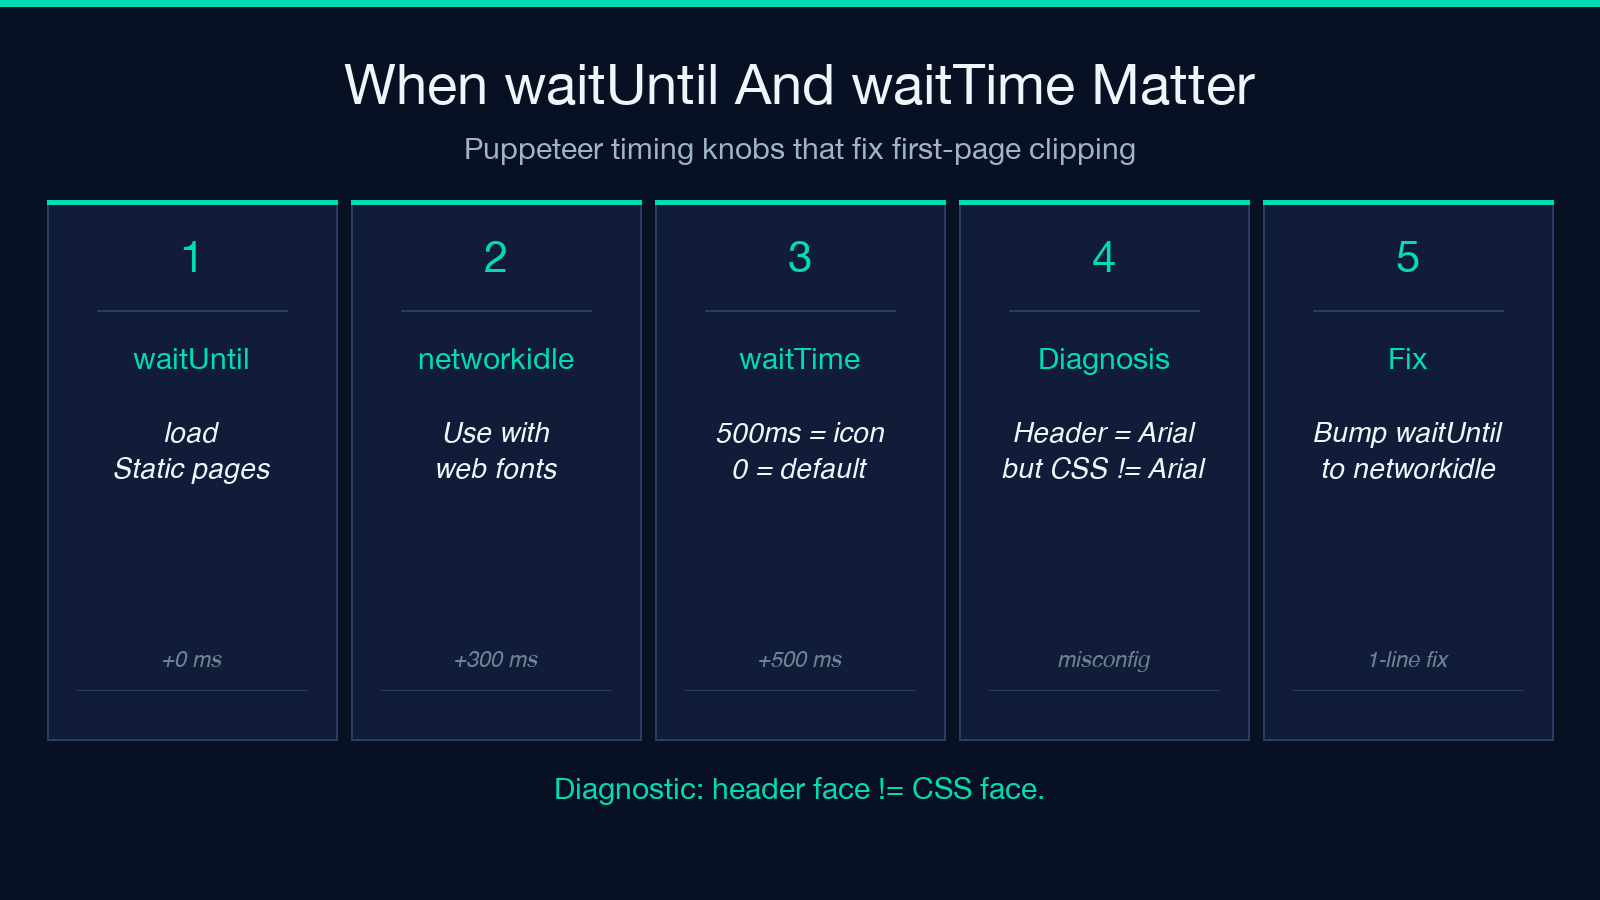 When waitUntil And waitTime Matter
Puppeteer timing knobs that fix first-page clipping
1
waitUntil
load
Static pages
+0 ms
2
networkidle
Use with
web fonts
+300 ms
3
waitTime
500ms = icon
0 = default
+500 ms
4
Diagnosis
Header = Arial
but CSS != Arial
misconfig
5
Fix
Bump waitUntil
to networkidle
1-line fix
Diagnostic: header face != CSS face.